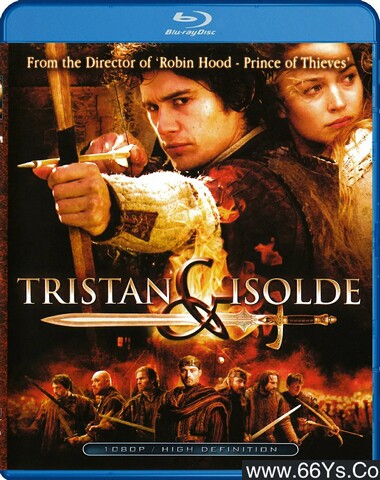 Blu-ray Disc
From the Director of 'Robin Hood - Prince of Thieves'
TRISTAN & ISOLDE
1080P / HIGH DEFINITION
www.66Ys.Co